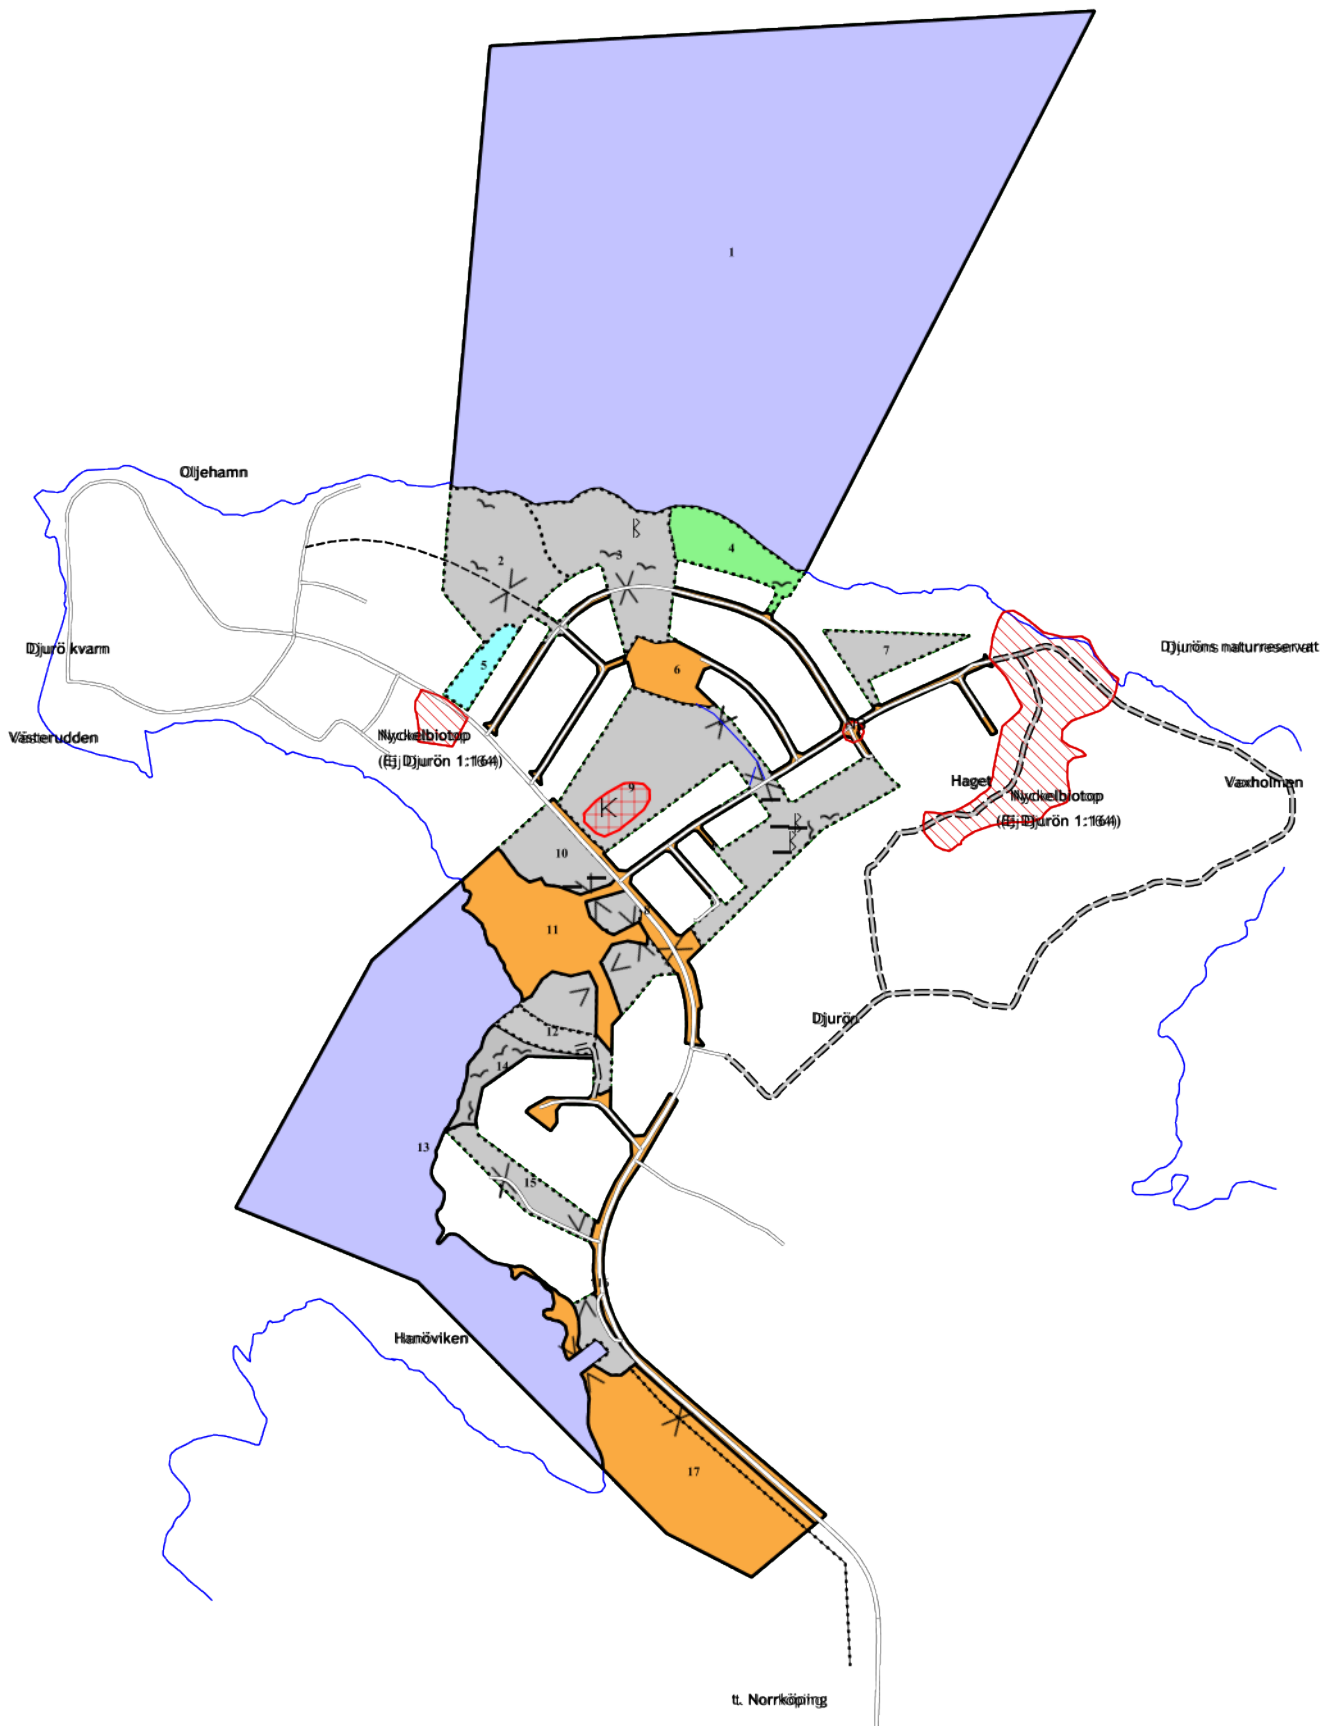 1
Oljehamn
2
3
4
5
6
7
Djurö kvarn
Djuröns naturreservat
Västerudden
Nyckelbiotop
(Ej Djurön 1:164)
9
K
Haget
Vaxholmen
Nyckelbiotop
(Ej Djurön 1:164)
10
8
11
Djurön
12
14
13
15
Hanöviken
17
t. Norrköping